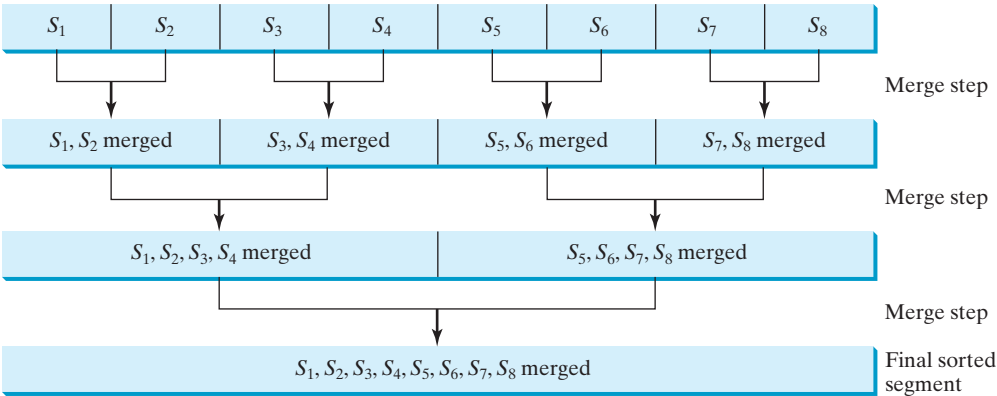 S₁ S₂ S₃ S₄ S₅ S₆ S₇ S₈
Merge step
S₁, S₂ merged S₃, S₄ merged S₅, S₆ merged S₇, S₈ merged
Merge step
S₁, S₂, S₃, S₄ merged S₅, S₆, S₇, S₈ merged
Merge step
S₁, S₂, S₃, S₄, S₅, S₆, S₇, S₈ merged
Final sorted
segment